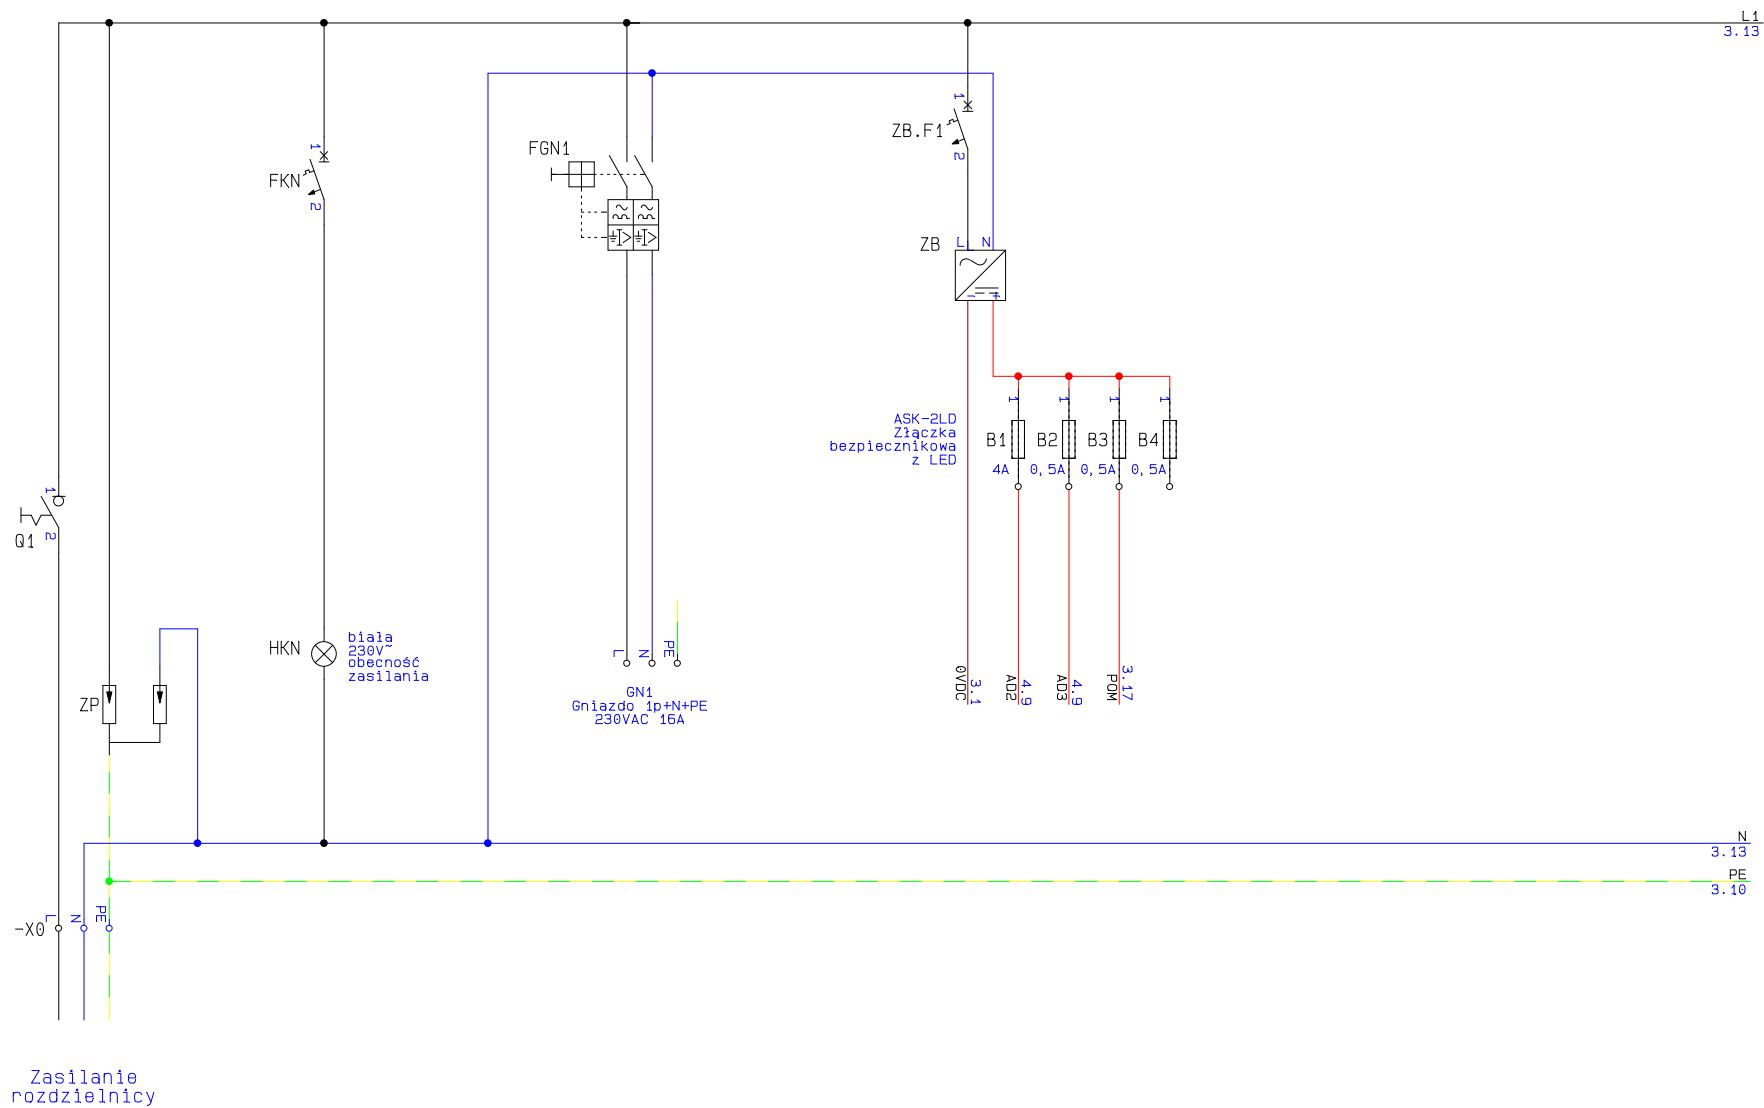 L1
3.13
1
ZB.F1
2
FGN1
1
FKN
2
ZB
L N
- +
1 1 1 1
ASK-2LD
Złączka
bezpiecznikowa
z LED
B1 B2 B3 B4
4A 0,5A 0,5A 0,5A
1
Q1
2
HKN
biała
230V~
obecność
zasilania
L N PE
GN1
Gniazdo 1p+N+PE
230VAC 16A
0VDC
3.1
AD2
4.9
AD3
4.9
POM
3.17
ZP
N
3.13
PE
3.10
-X0
L N PE
Zasilanie
rozdzielnicy